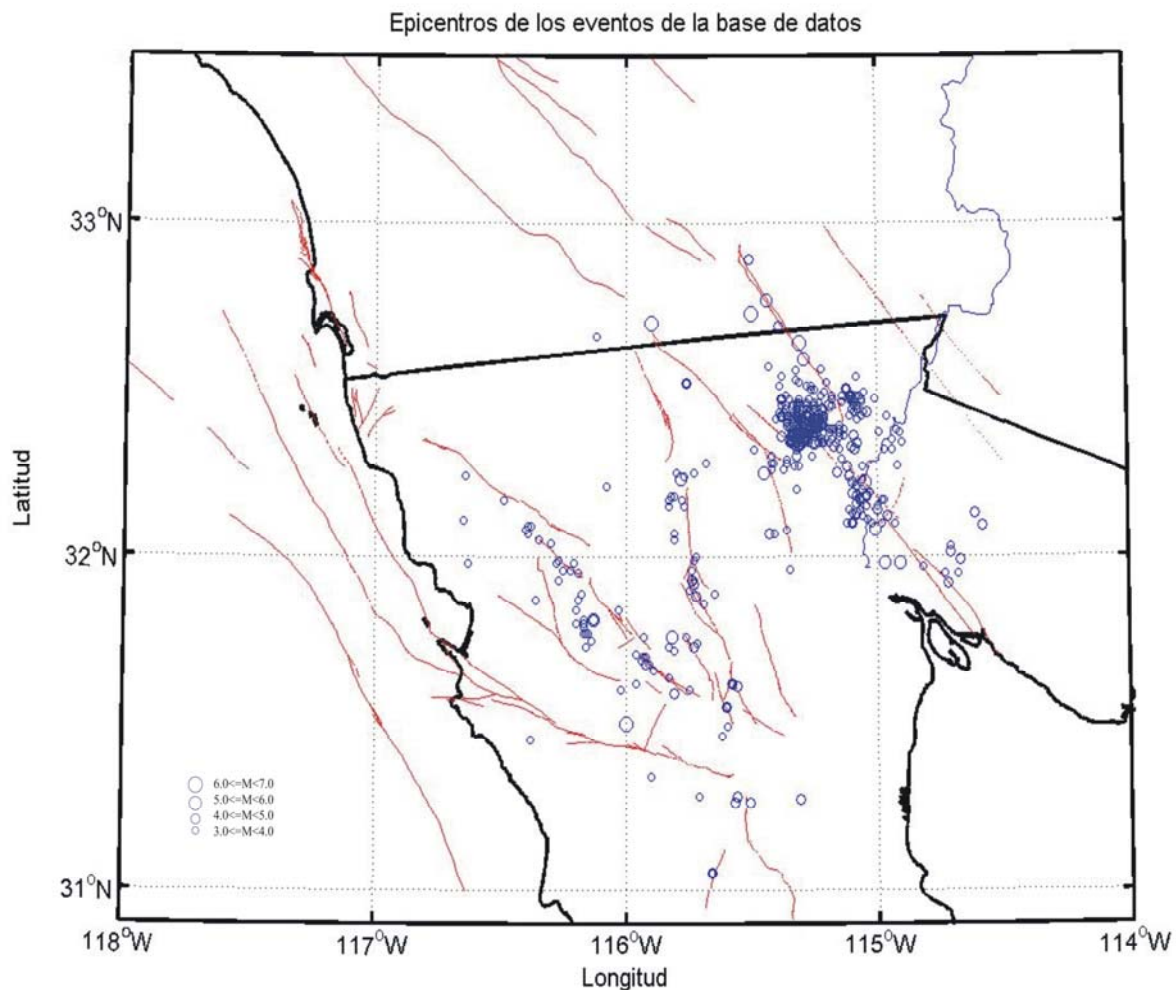 Epicentros de los eventos de la base de datos
33°N
32°N
31°N
Latitud
6.0<=M<7.0
5.0<=M<6.0
4.0<=M<5.0
3.0<=M<4.0
118°W 117°W 116°W 115°W 114°W
Longitud